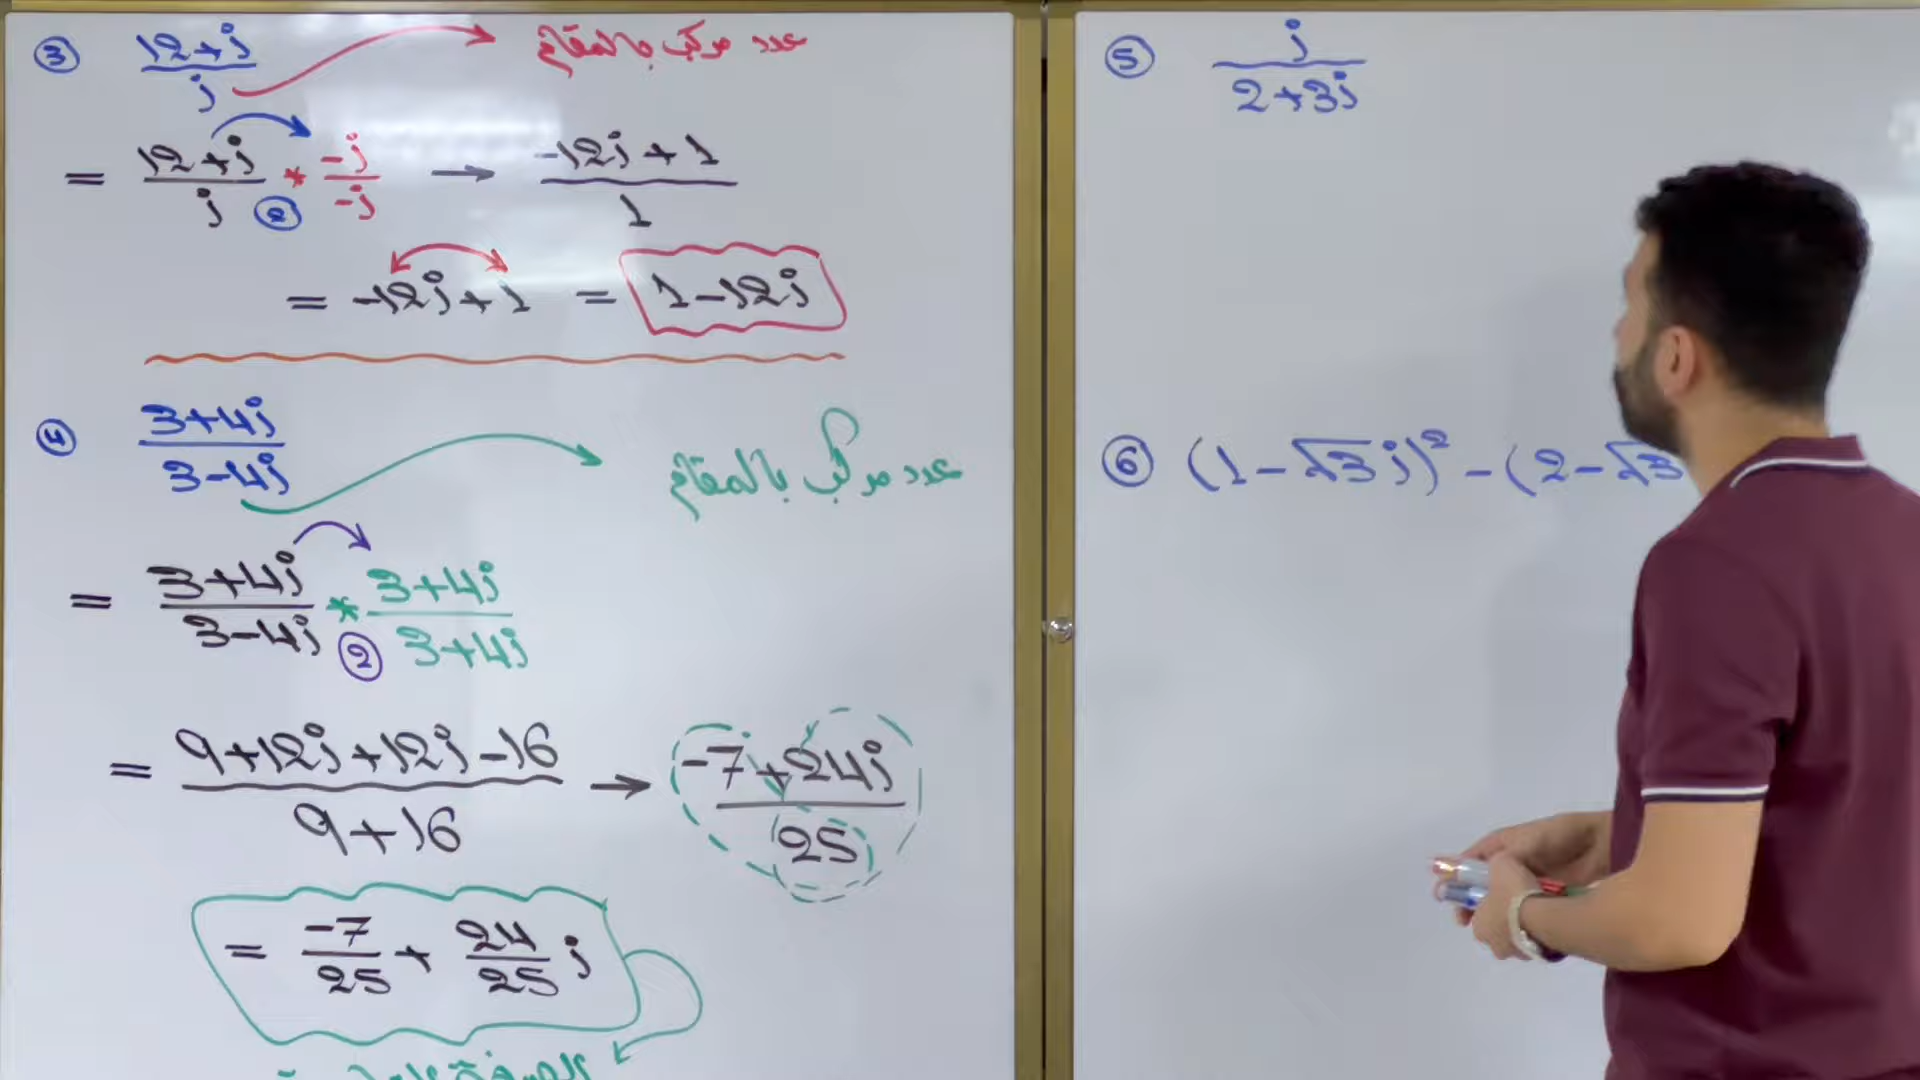 ③ (12+i)/i → عدد مركب بالمقام
= (12+i)/i * (-i)/(-i) → (-12i+1)/1
②
= -12i+1 = 1-12i
④ (3+4i)/(3-4i) → عدد مركب بالمقام
= (3+4i)/(3-4i) * (3+4i)/(3+4i)
②
= (9+12i+12i-16)/(9+16) → (-7+24i)/25
= -7/25 + 24/25 i
⑤ i/(2+3i)
⑥ (1-√3 i)² - (2-√3